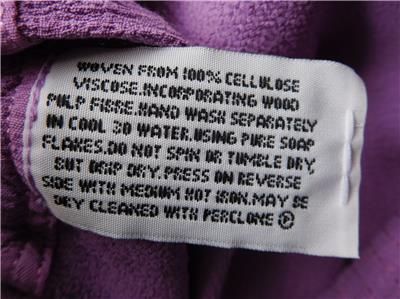 WOVEN FROM 100% CELLULOSE
VISCOSE.INCORPORATING WOOD
PULP FIBRE.HAND WASH SEPARATELY
IN COOL 30 WATER.USING PURE SOAP
FLAKES.DO NOT SPIN OR TUMBLE DRY,
BUT DRIP DRY.PRESS ON REVERSE
SIDE WITH MEDIUM HOT IRON.MAY BE
DRY CLEANED WITH PERCLONE Ⓟ